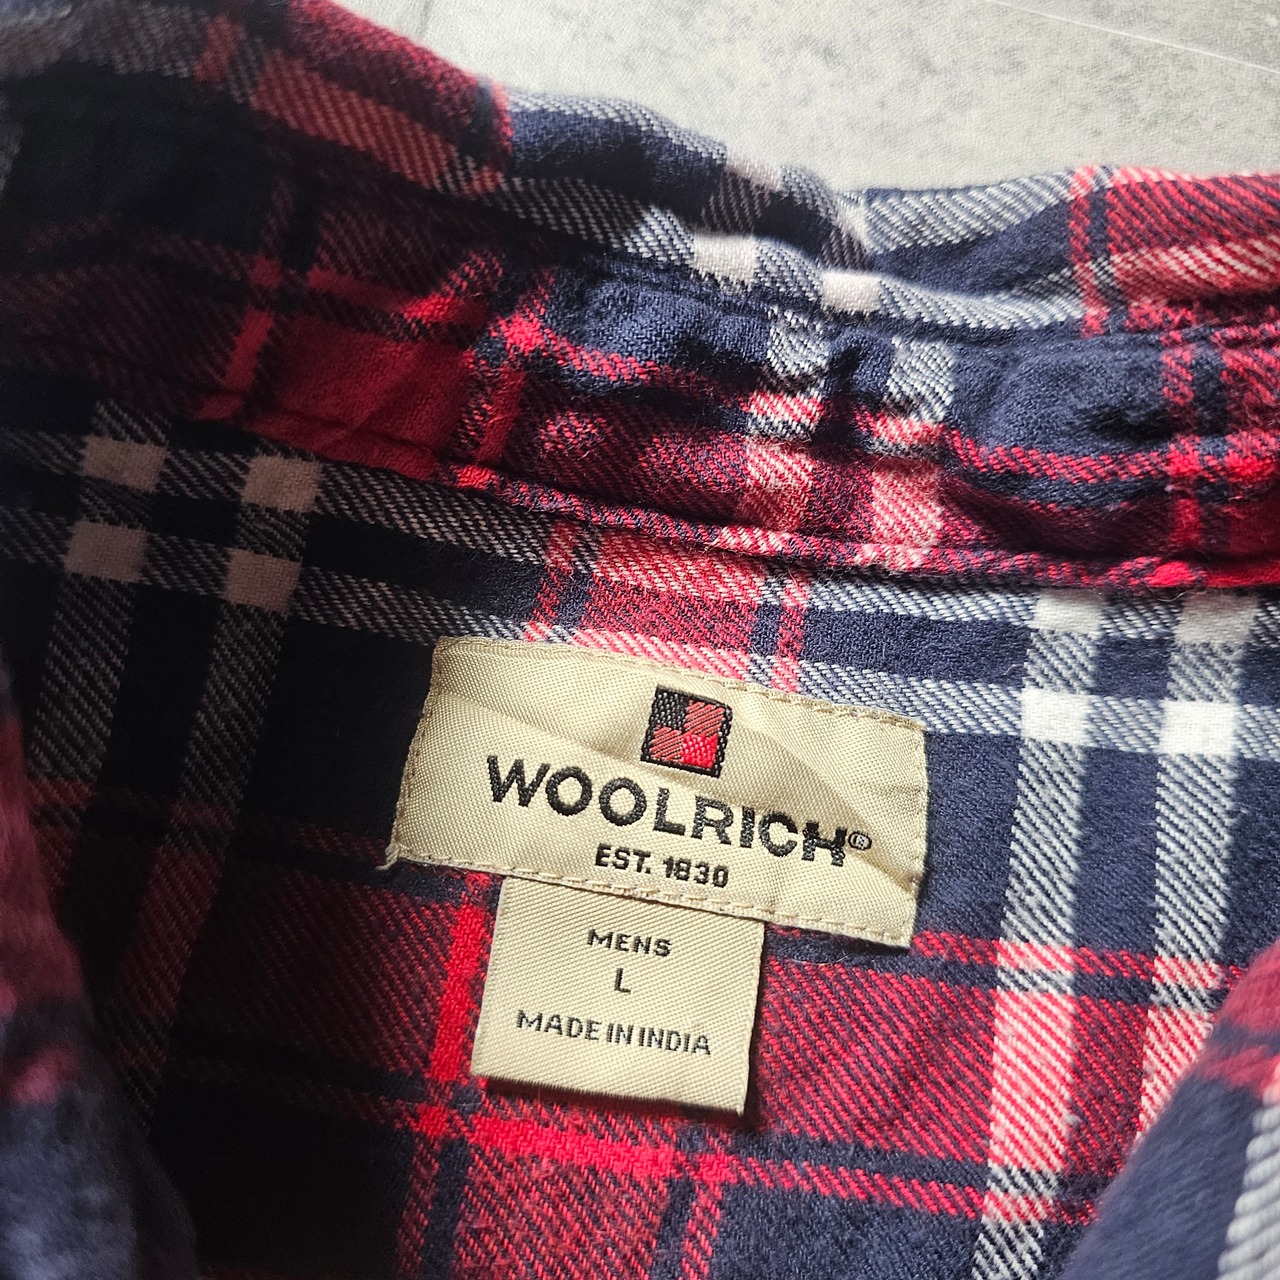 WOOLRICH®
EST. 1830
MENS
L
MADE IN INDIA